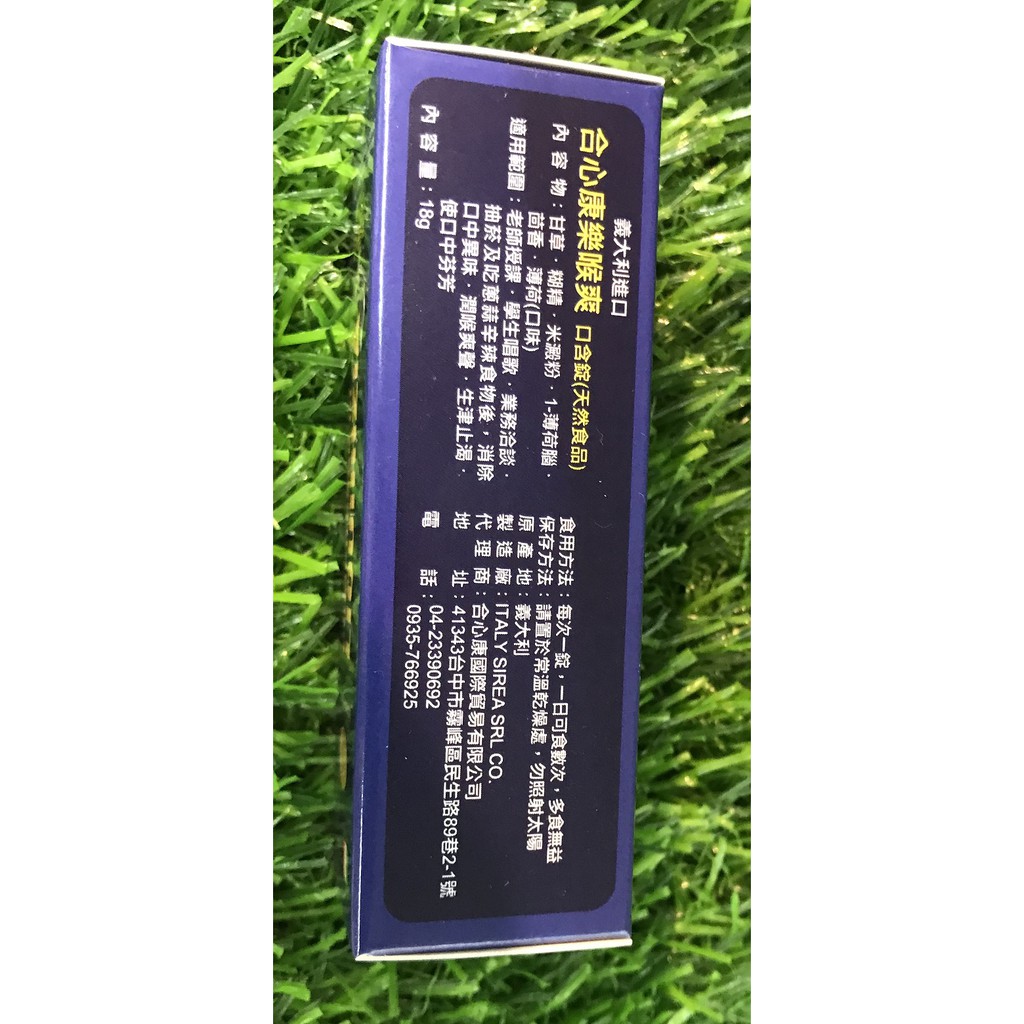 義大利進口
合心康樂喉爽 口含錠(天然食品)
內容物:甘草．糊精．米澱粉．1-薄荷腦．
茴香．薄荷(口味)
適用範圍:老師授課．學生唱歌．業務洽談．
抽菸及吃蔥蒜辛辣食物後,消除
口中異味．潤喉爽聲．生津止渴．
使口中芬芳
內容量:18g
食用方法:每次一錠,一日可食數次,多食無益
保存方法:請置於常溫乾燥處,勿照射太陽
原產地:義大利
製造廠:ITALY SIREA SRL CO.
代理商:合心康國際貿易有限公司
地址:41343台中市霧峰區民生路89巷2-1號
電話:04-23390692
0935-766925